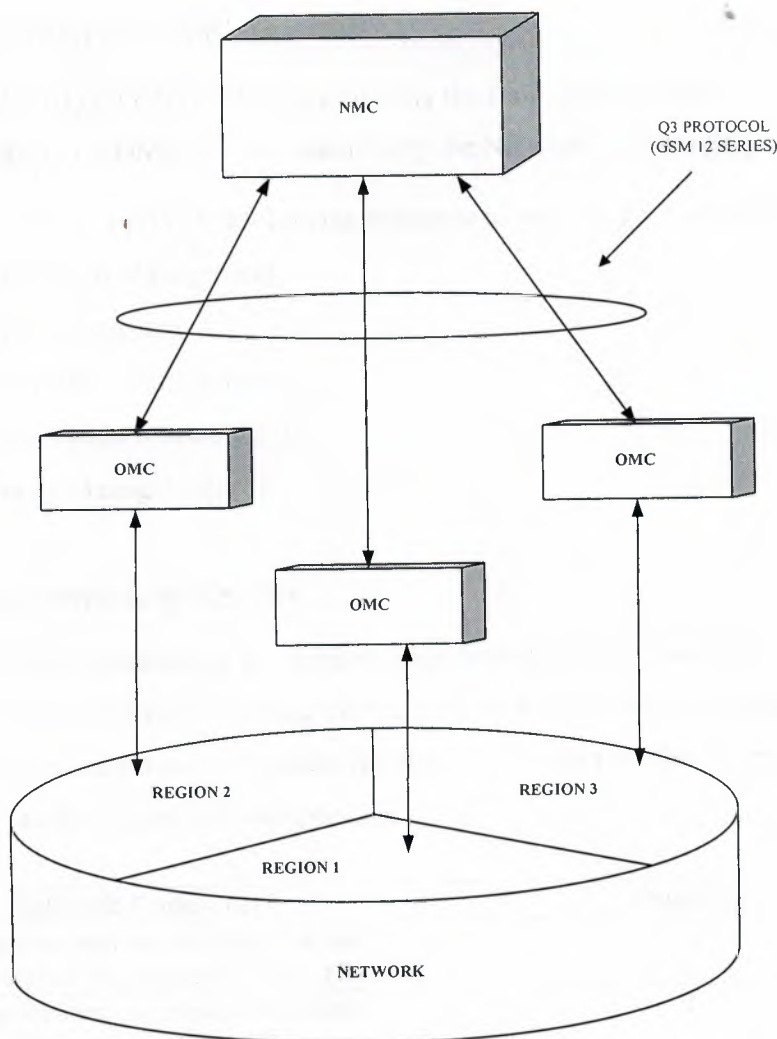 NMC
Q3 PROTOCOL
(GSM 12 SERIES)
OMC
OMC
OMC
REGION 2
REGION 3
REGION 1
NETWORK